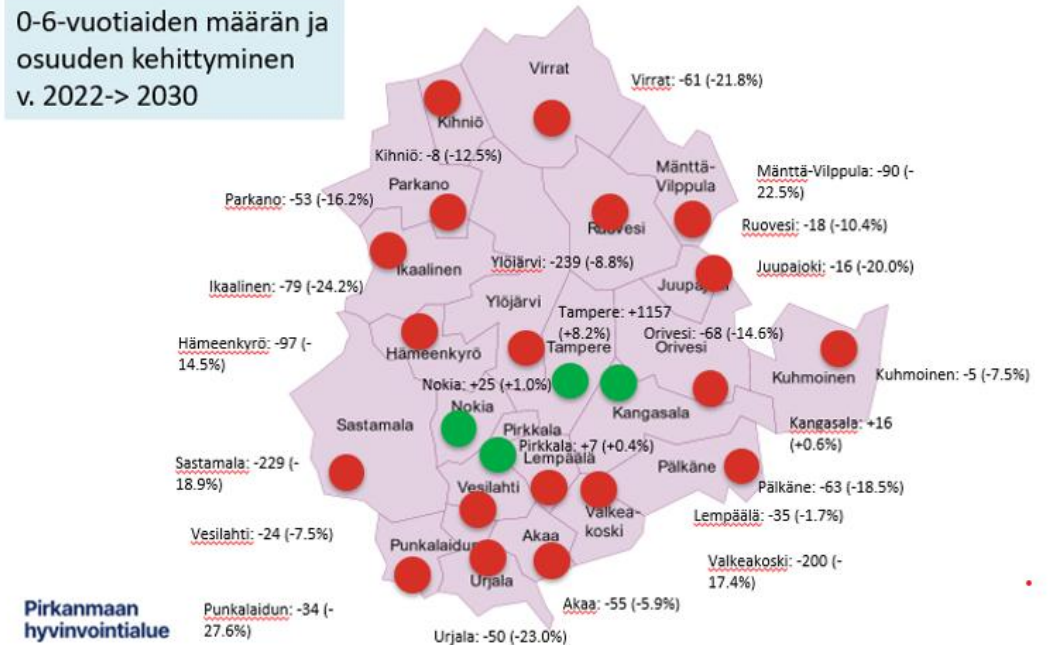 0-6-vuotiaiden määrän ja
osuuden kehittyminen
v. 2022-> 2030
Virrat
Virrat: -61 (-21.8%)
Kihniö
Kihniö: -8 (-12.5%)
Mänttä-
Vilppula
Mänttä-Vilppula: -90 (-
22.5%)
Parkano
Parkano: -53 (-16.2%)
Ruovesi
Ruovesi: -18 (-10.4%)
Ikaalinen
Ylöjärvi: -239 (-8.8%)
Juupajoki: -16 (-20.0%)
Ikaalinen: -79 (-24.2%)
Juupajoki
Ylöjärvi
Tampere: +1157
(+8.2%)
Orivesi: -68 (-14.6%)
Hämeenkyrö: -97 (-
14.5%)
Hämeenkyrö
Tampere
Orivesi
Kuhmoinen
Kuhmoinen: -5 (-7.5%)
Nokia: +25 (+1.0%)
Nokia
Kangasala
Kangasala: +16
(+0.6%)
Sastamala
Pirkkala
Pirkkala: +7 (+0.4%)
Lempäälä
Sastamala: -229 (-
18.9%)
Pälkäne
Pälkäne: -63 (-18.5%)
Vesilahti
Valkea-
koski
Lempäälä: -35 (-1.7%)
Vesilahti: -24 (-7.5%)
Punkalaidun
Akaa
Valkeakoski: -200 (-
17.4%)
Urjala
Pirkanmaan
hyvinvointialue
Punkalaidun: -34 (-
27.6%)
Akaa: -55 (-5.9%)
Urjala: -50 (-23.0%)